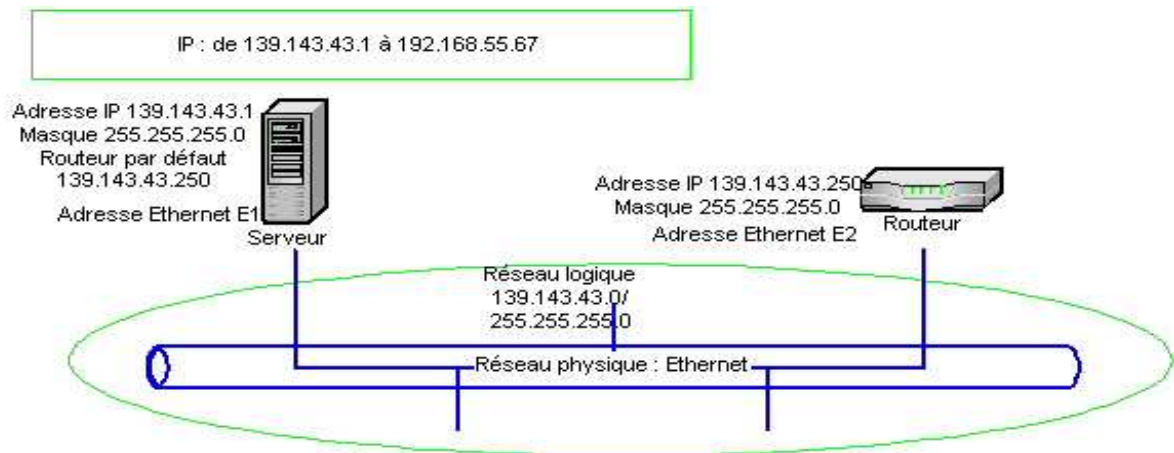 IP : de 139.143.43.1 à 192.168.55.67
Adresse IP 139.143.43.1
Masque 255.255.255.0
Routeur par défaut
139.143.43.250
Adresse Ethernet E1
Serveur
Adresse IP 139.143.43.250
Masque 255.255.255.0
Adresse Ethernet E2
Routeur
Réseau logique
139.143.43.0/
255.255.255.0
Réseau physique : Ethernet